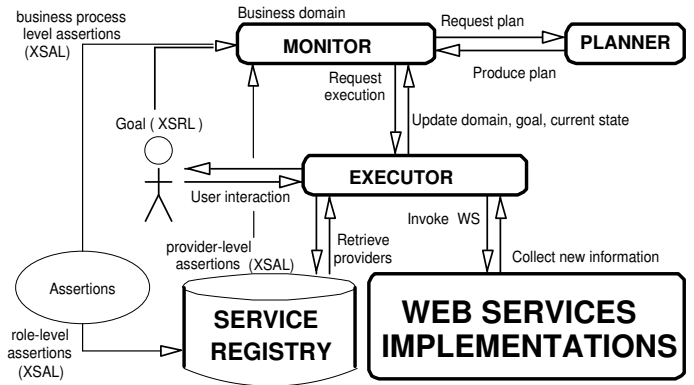 business process
level assertions
(XSAL)
Business domain
MONITOR
Request plan
PLANNER
Produce plan
Request
execution
Goal ( XSRL )
Update domain, goal, current state
EXECUTOR
User interaction
Invoke WS
provider-level
assertions (XSAL)
Retrieve
providers
Collect new information
Assertions
SERVICE
REGISTRY
WEB SERVICES
IMPLEMENTATIONS
role-level
assertions
(XSAL)